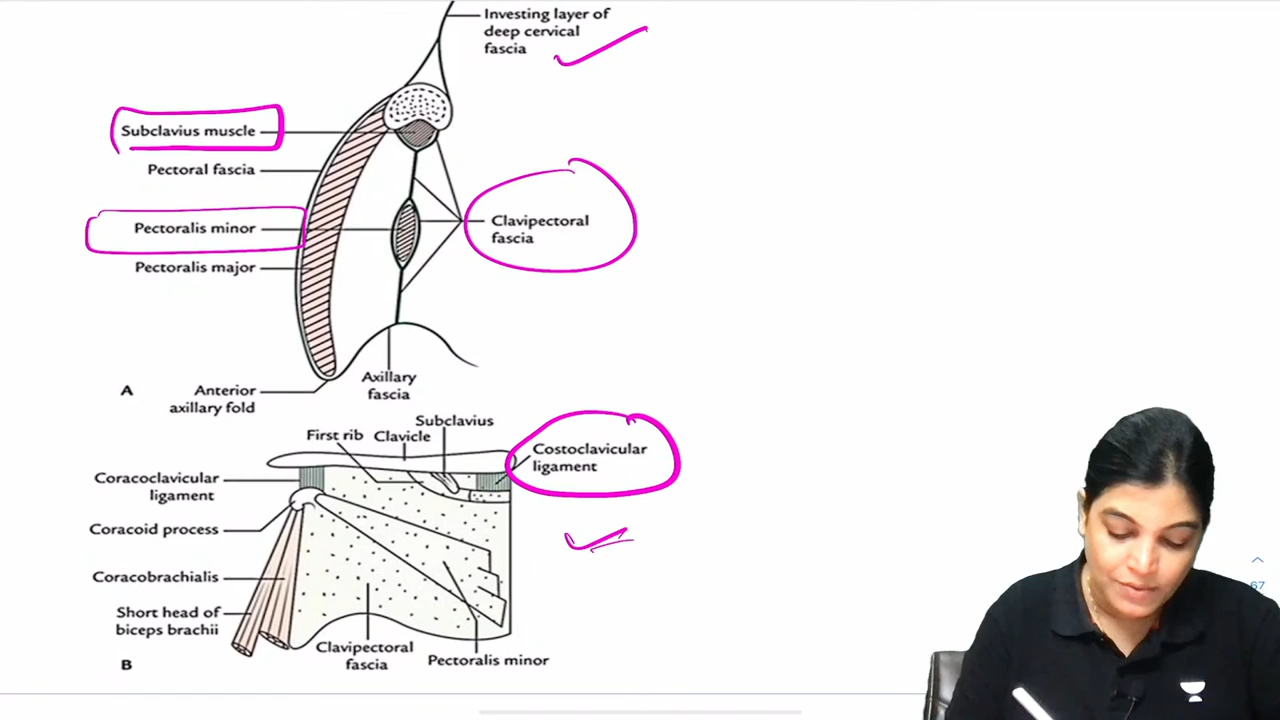 Investing layer of
deep cervical
fascia
Subclavius muscle
Pectoral fascia
Pectoralis minor
Clavipectoral
fascia
Pectoralis major
A
Anterior
axillary fold
Axillary
fascia
Subclavius
First rib
Clavicle
Costoclavicular
ligament
Coracoclavicular
ligament
Coracoid process
Coracobrachialis
Short head of
biceps brachii
Clavipectoral
fascia
Pectoralis minor
B
67